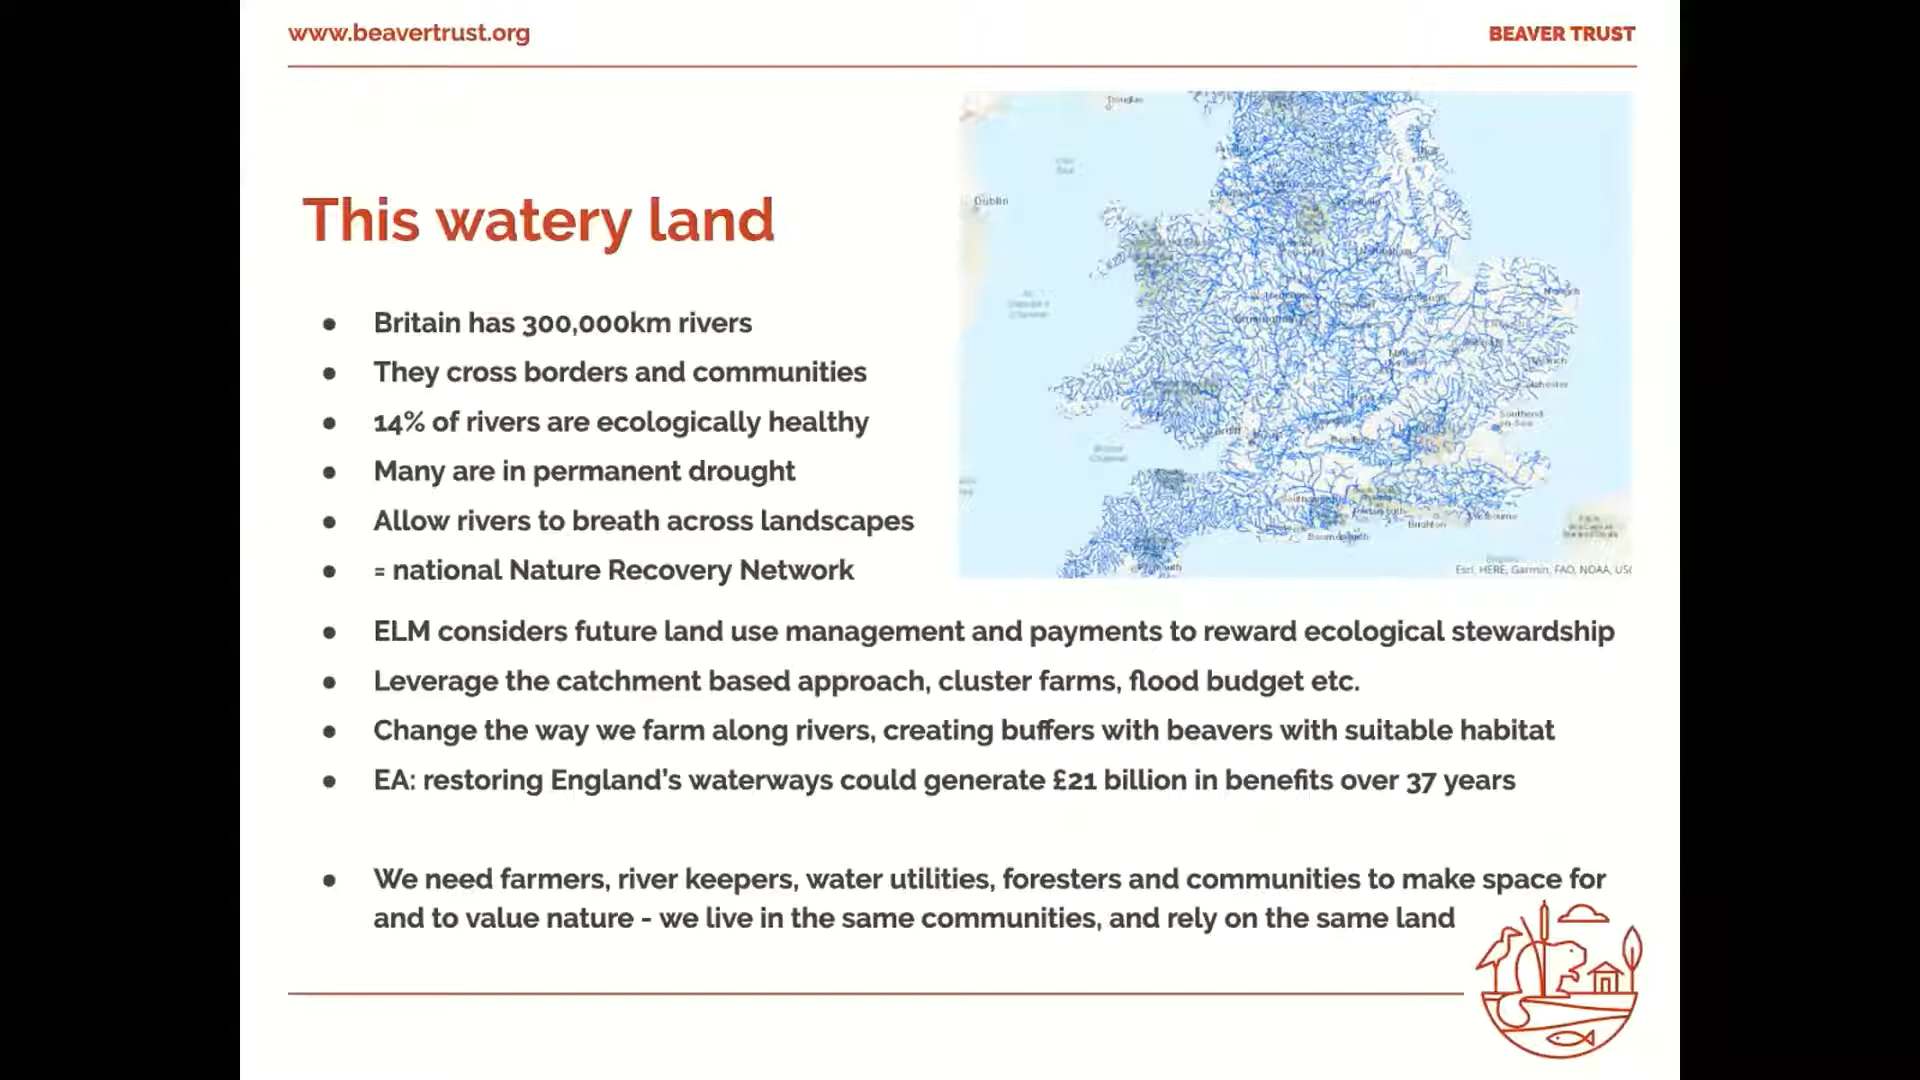 www.beavertrust.org
BEAVER TRUST
This watery land
● Britain has 300,000km rivers
● They cross borders and communities
● 14% of rivers are ecologically healthy
● Many are in permanent drought
● Allow rivers to breath across landscapes
● = national Nature Recovery Network
● ELM considers future land use management and payments to reward ecological stewardship
● Leverage the catchment based approach, cluster farms, flood budget etc.
● Change the way we farm along rivers, creating buffers with beavers with suitable habitat
● EA: restoring England's waterways could generate £21 billion in benefits over 37 years
● We need farmers, river keepers, water utilities, foresters and communities to make space for
and to value nature - we live in the same communities, and rely on the same land
Douglas
Dublin
Southend
-on-Sea
Brighton
Esri, HERE, Garmin, FAO, NOAA, USG